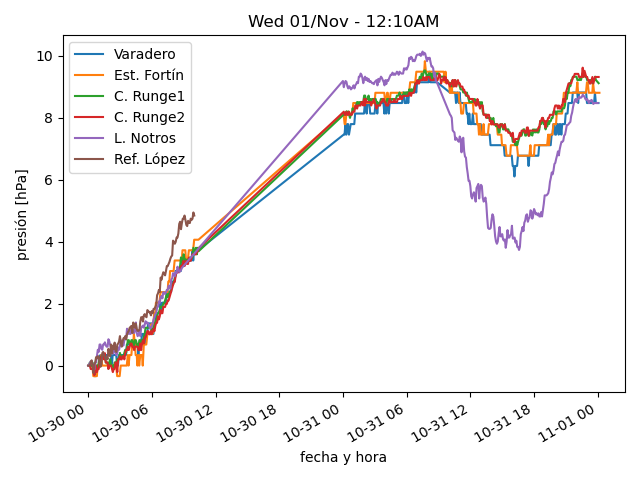 Wed 01/Nov - 12:10AM
Varadero
Est. Fortín
C. Runge1
C. Runge2
L. Notros
Ref. López
presión [hPa]
10
8
6
4
2
0
10-30 00
10-30 06
10-30 12
10-30 18
10-31 00
10-31 06
10-31 12
10-31 18
11-01 00
fecha y hora